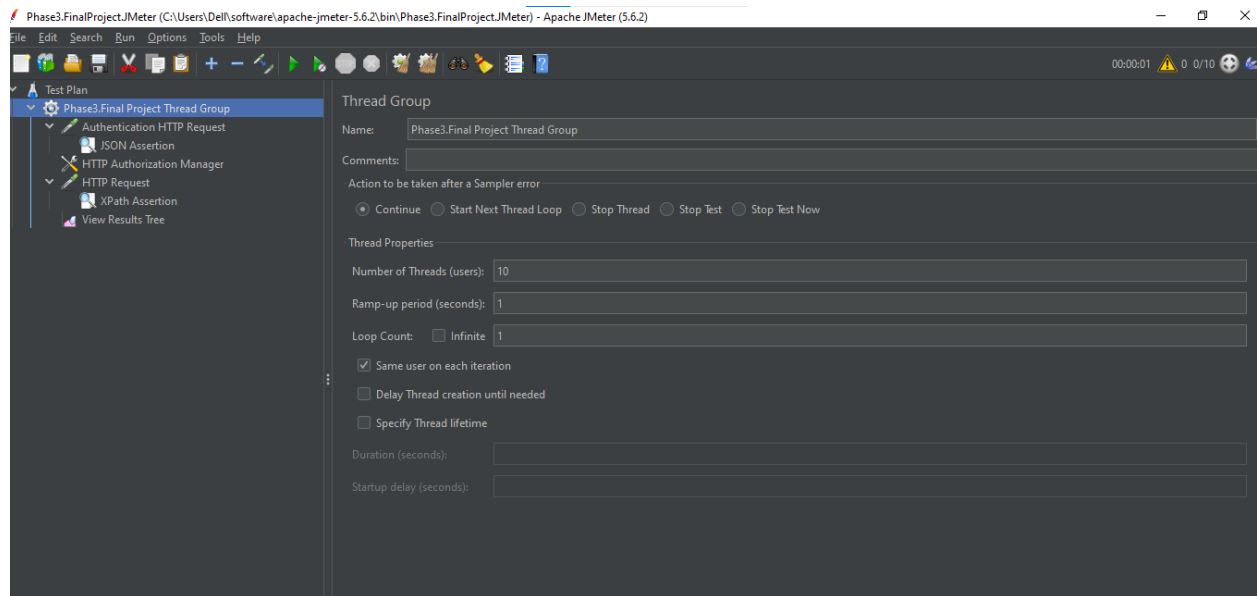 Phase3.FinalProject.JMeter (C:\Users\Dell\software\apache-jmeter-5.6.2\bin\Phase3.FinalProject.JMeter) - Apache JMeter (5.6.2)
File Edit Search Run Options Tools Help
00:00:01 0 0/10
Test Plan
Phase3.Final Project Thread Group
Authentication HTTP Request
JSON Assertion
HTTP Authorization Manager
HTTP Request
XPath Assertion
View Results Tree
Thread Group
Name: Phase3.Final Project Thread Group
Comments:
Action to be taken after a Sampler error
Continue Start Next Thread Loop Stop Thread Stop Test Stop Test Now
Thread Properties
Number of Threads (users): 10
Ramp-up period (seconds): 1
Loop Count: Infinite 1
Same user on each iteration
Delay Thread creation until needed
Specify Thread lifetime
Duration (seconds):
Startup delay (seconds):